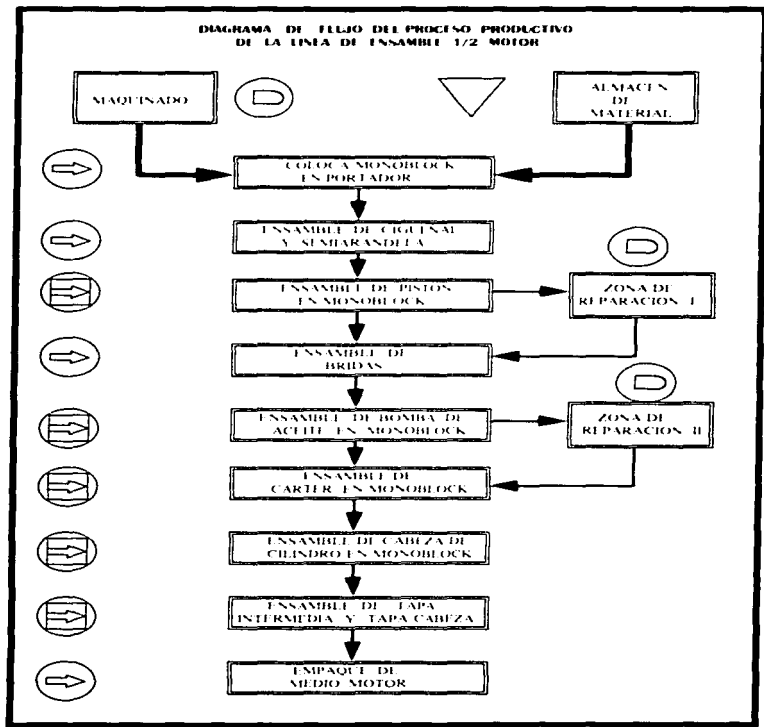 DIAGRAMA DE FLUJO DEL PROCESO PRODUCTIVO
DE LA LINEA DE ENSAMBLE 1/2 MOTOR
MAQUINADO
ALMACEN
DE
MATERIAL
COLOCA MONOBLOCK
EN PORTADOR
ENSAMBLE DE CIGUENAL
Y SEMIARANDELA
ENSAMBLE DE PISTON
EN MONOBLOCK
ZONA DE
REPARACION I
ENSAMBLE DE
BRIDAS
ENSAMBLE DE BOMBA DE
ACEITE EN MONOBLOCK
ZONA DE
REPARACION II
ENSAMBLE DE
CARTER EN MONOBLOCK
ENSAMBLE DE CABEZA DE
CILINDRO EN MONOBLOCK
ENSAMBLE DE TAPA
INTERMEDIA Y TAPA CABEZA
EMPAQUE DE
MEDIO MOTOR